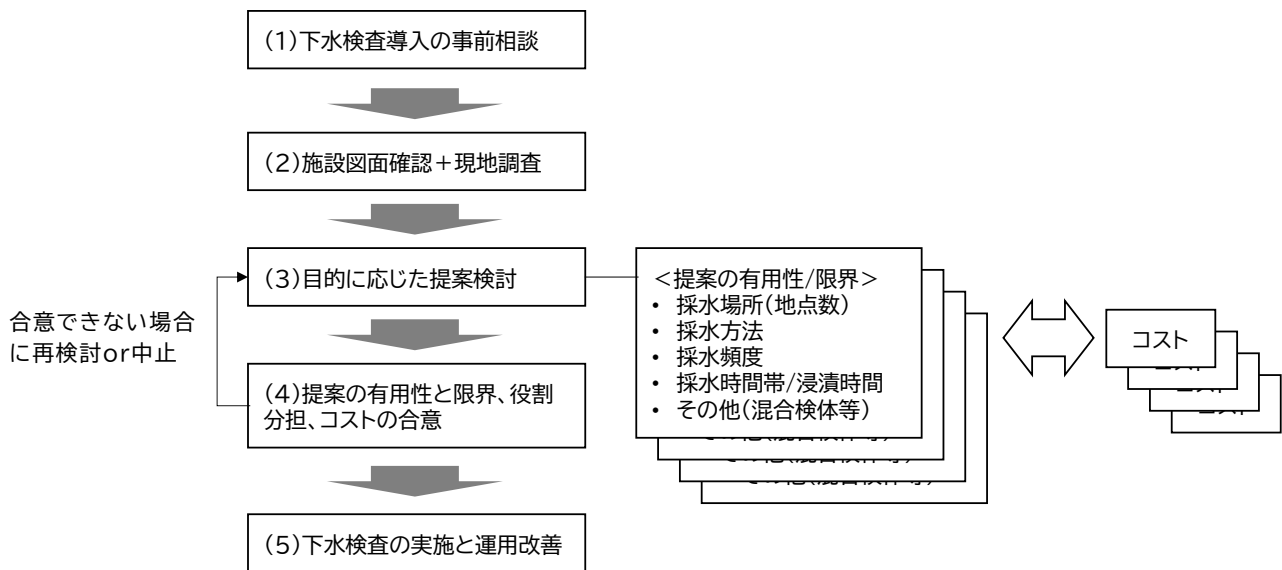 (1)下水検査導入の事前相談
(2)施設図面確認＋現地調査
(3)目的に応じた提案検討
＜提案の有用性/限界＞
• 採水場所(地点数)
• 採水方法
• 採水頻度
• 採水時間帯/浸漬時間
• その他(混合検体等)
コスト
合意できない場合
に再検討or中止
(4)提案の有用性と限界、役割
分担、コストの合意
(5)下水検査の実施と運用改善